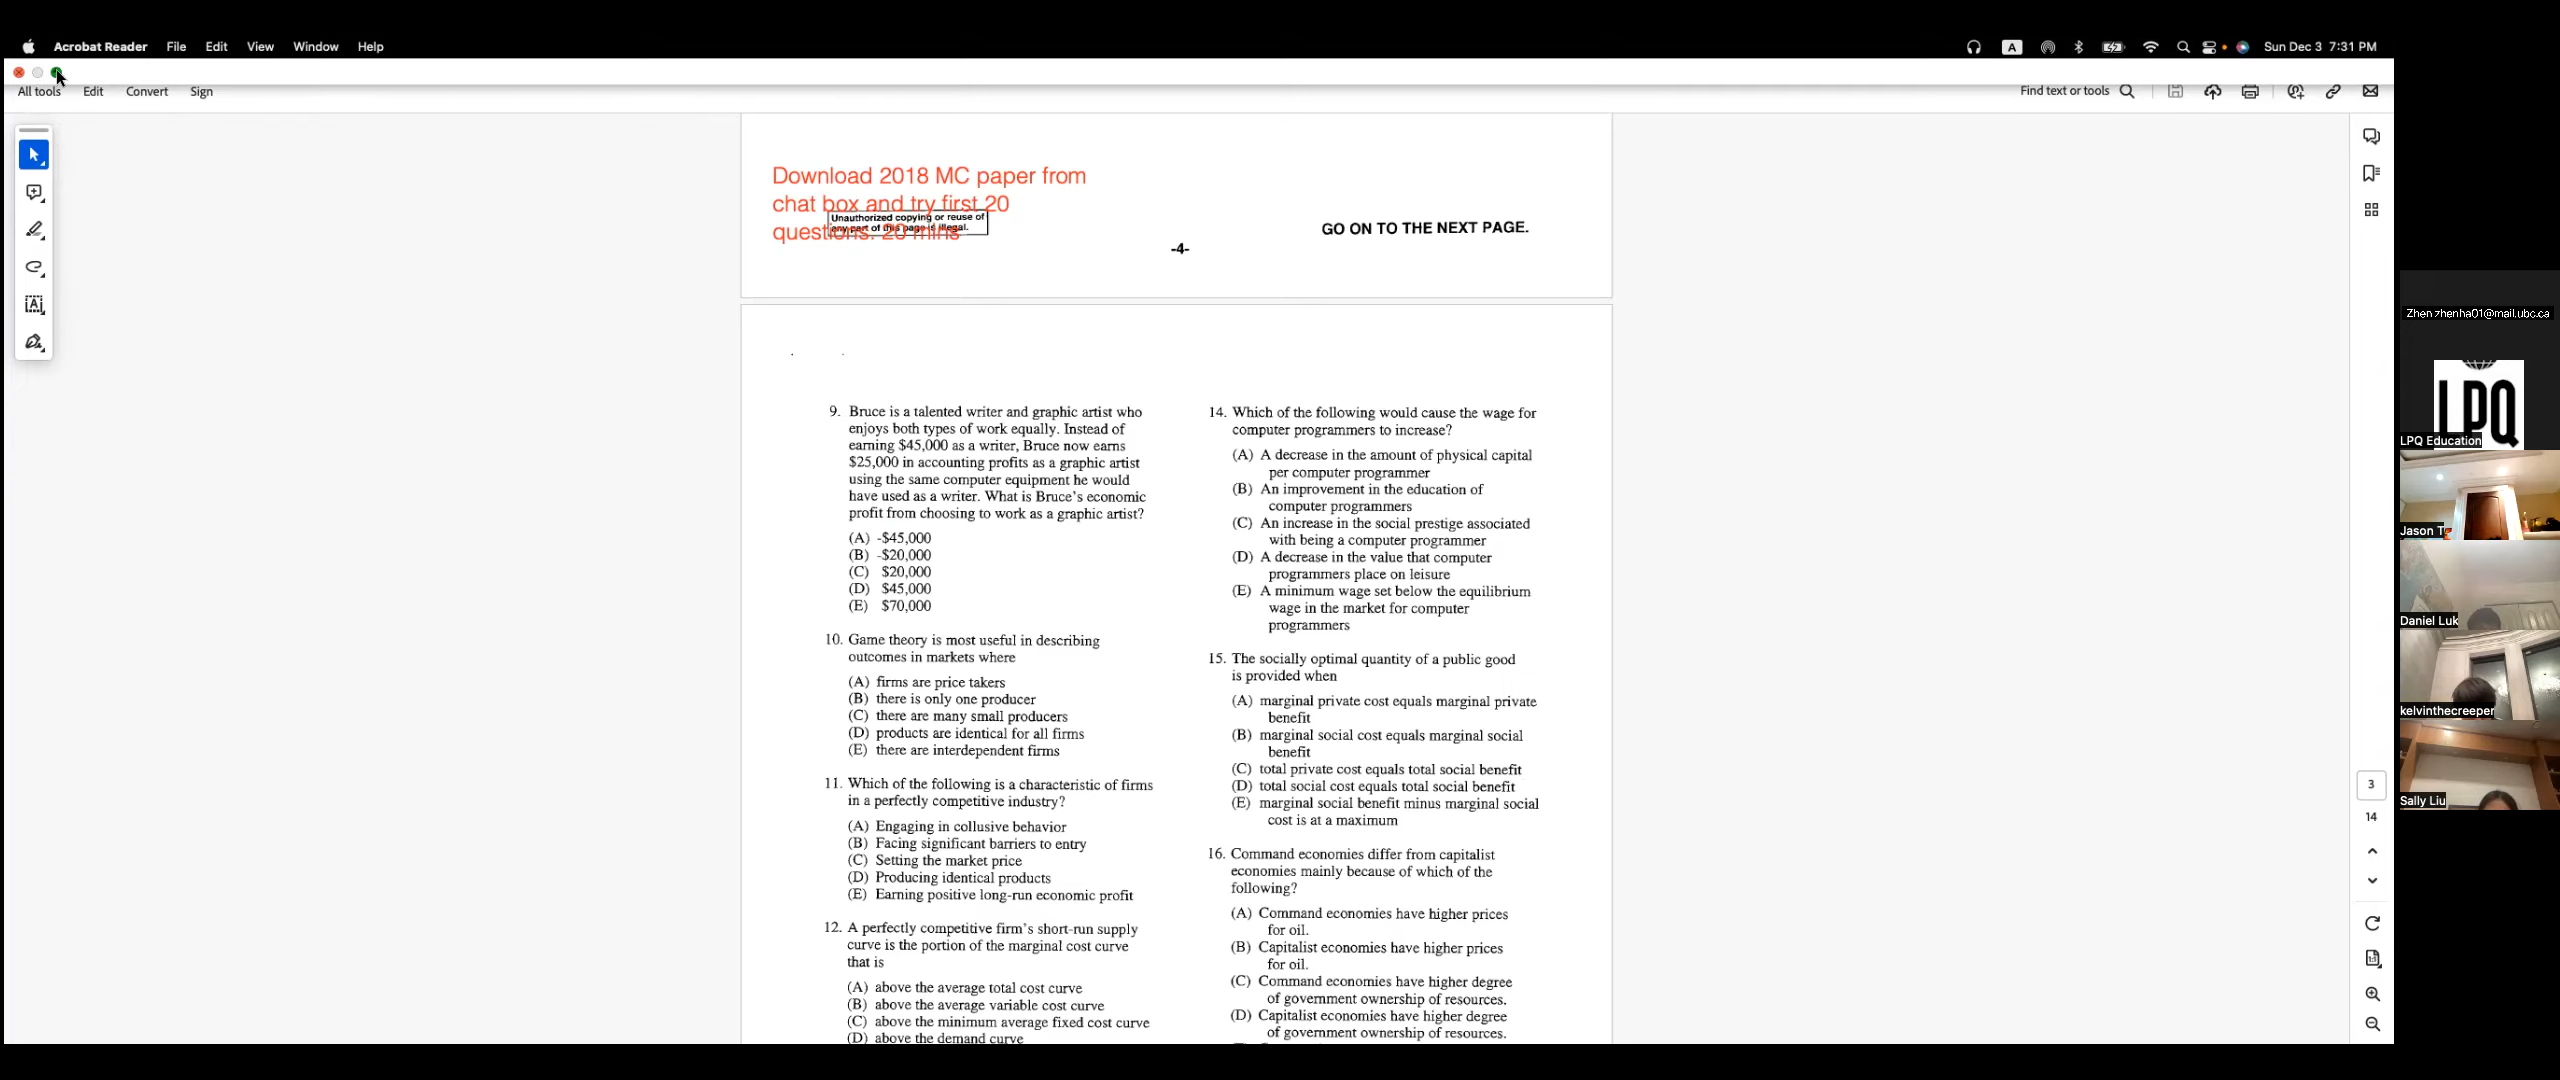 Acrobat Reader File Edit View Window Help
A
Sun Dec 3 7:31 PM
All tools Edit Convert Sign
Find text or tools
Download 2018 MC paper from
chat box and try first 20
questions. 20 mins
Unauthorized copying or reuse of
any part of this page is illegal.
GO ON TO THE NEXT PAGE.
-4-
9. Bruce is a talented writer and graphic artist who
enjoys both types of work equally. Instead of
earning $45,000 as a writer, Bruce now earns
$25,000 in accounting profits as a graphic artist
using the same computer equipment he would
have used as a writer. What is Bruce's economic
profit from choosing to work as a graphic artist?
(A) -$45,000
(B) -$20,000
(C) $20,000
(D) $45,000
(E) $70,000
10. Game theory is most useful in describing
outcomes in markets where
(A) firms are price takers
(B) there is only one producer
(C) there are many small producers
(D) products are identical for all firms
(E) there are interdependent firms
11. Which of the following is a characteristic of firms
in a perfectly competitive industry?
(A) Engaging in collusive behavior
(B) Facing significant barriers to entry
(C) Setting the market price
(D) Producing identical products
(E) Earning positive long-run economic profit
12. A perfectly competitive firm's short-run supply
curve is the portion of the marginal cost curve
that is
(A) above the average total cost curve
(B) above the average variable cost curve
(C) above the minimum average fixed cost curve
(D) above the demand curve
14. Which of the following would cause the wage for
computer programmers to increase?
(A) A decrease in the amount of physical capital
per computer programmer
(B) An improvement in the education of
computer programmers
(C) An increase in the social prestige associated
with being a computer programmer
(D) A decrease in the value that computer
programmers place on leisure
(E) A minimum wage set below the equilibrium
wage in the market for computer
programmers
15. The socially optimal quantity of a public good
is provided when
(A) marginal private cost equals marginal private
benefit
(B) marginal social cost equals marginal social
benefit
(C) total private cost equals total social benefit
(D) total social cost equals total social benefit
(E) marginal social benefit minus marginal social
cost is at a maximum
16. Command economies differ from capitalist
economies mainly because of which of the
following?
(A) Command economies have higher prices
for oil.
(B) Capitalist economies have higher prices
for oil.
(C) Command economies have higher degree
of government ownership of resources.
(D) Capitalist economies have higher degree
of government ownership of resources.
3
14
Zhen zhenha01@mail.ubc.ca
LPQ
LPQ Education
Jason T
Daniel Luk
kelvinthecreeper
Sally Liu